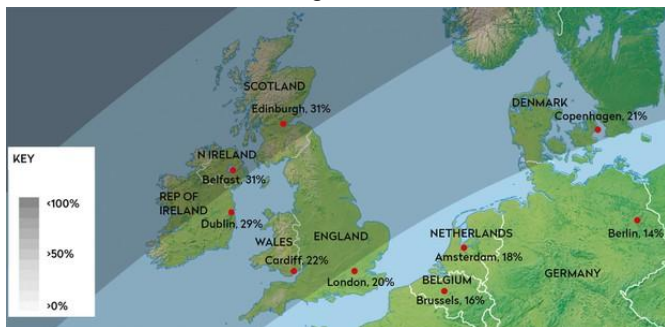 SCOTLAND
Edinburgh, 31%
DENMARK
Copenhagen, 21%
KEY
N IRELAND
Belfast, 31%
REP OF
IRELAND
Dublin, 29%
<100%
>50%
>0%
WALES
Cardiff, 22%
ENGLAND
London, 20%
NETHERLANDS
Amsterdam, 18%
BELGIUM
Brussels, 16%
GERMANY
Berlin, 14%